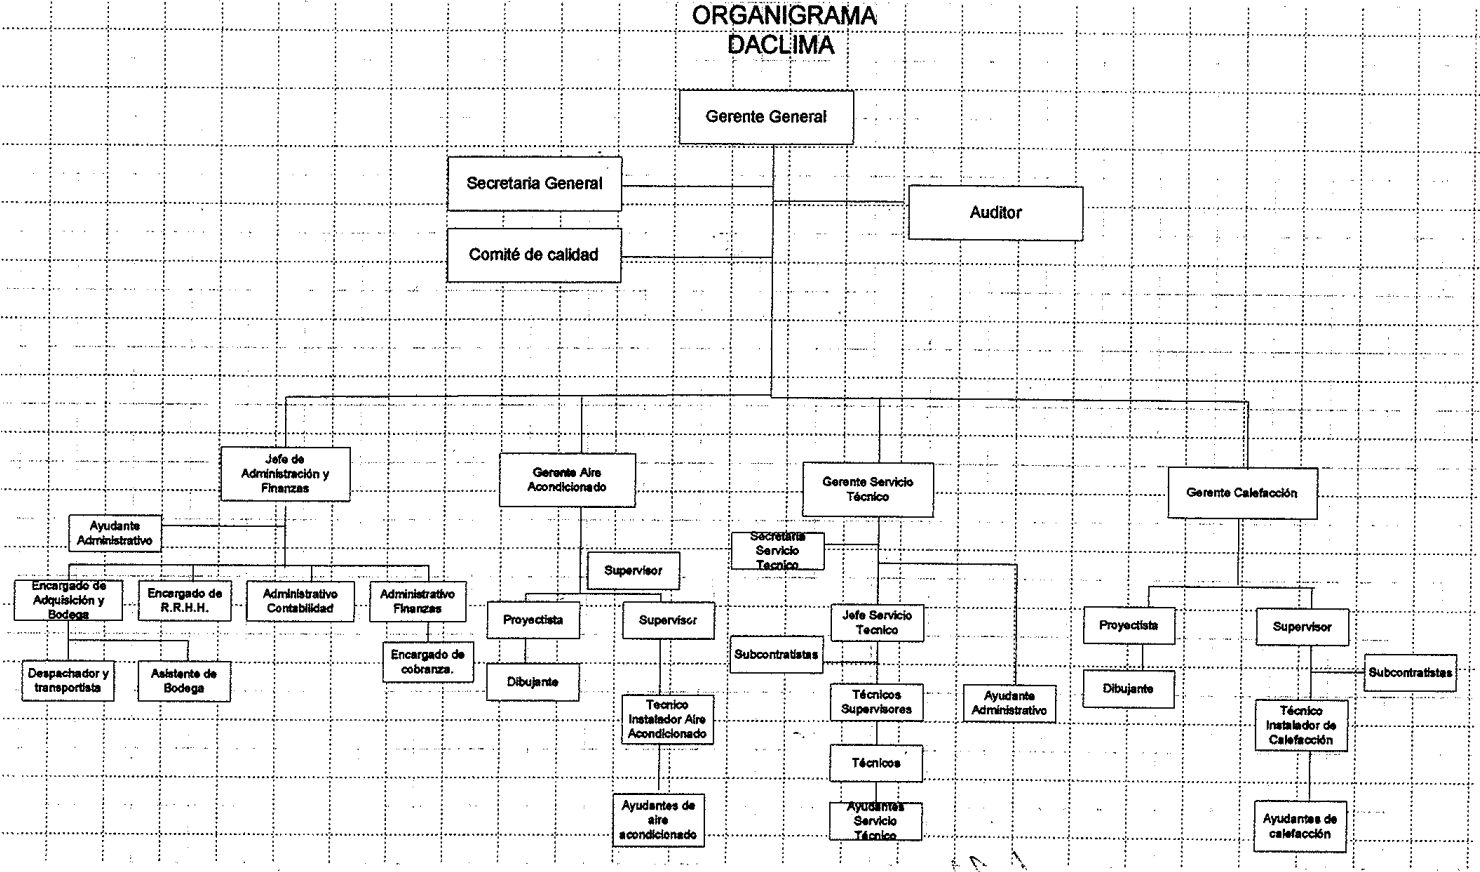 ORGANIGRAMA
DACLIMA
Gerente General
Secretaria General
Auditor
Comité de calidad
Jefe de
Administración y
Finanzas
Gerente Aire
Acondicionado
Gerente Servicio
Técnico
Gerente Calefacción
Ayudante
Administrativo
Secretaria
Servicio
Tecnico
Supervisor
Encargado de
Adquisición y
Bodega
Encargado de
R.R.H.H.
Administrativo
Contabilidad
Administrativo
Finanzas
Proyectista
Supervisor
Jefe Servicio
Tecnico
Proyectista
Supervisor
Encargado de
cobranza.
Subcontratistas
Subcontratistas
Despachador y
transportista
Asistente de
Bodega
Dibujante
Técnicos
Supervisores
Ayudante
Administrativo
Dibujante
Tecnico
Instalador Aire
Acondicionado
Técnico
Instalador de
Calefacción
Técnicos
Ayudantes de
aire
acondicionado
Ayudantes
Servicio
Técnico
Ayudantes de
calefacción